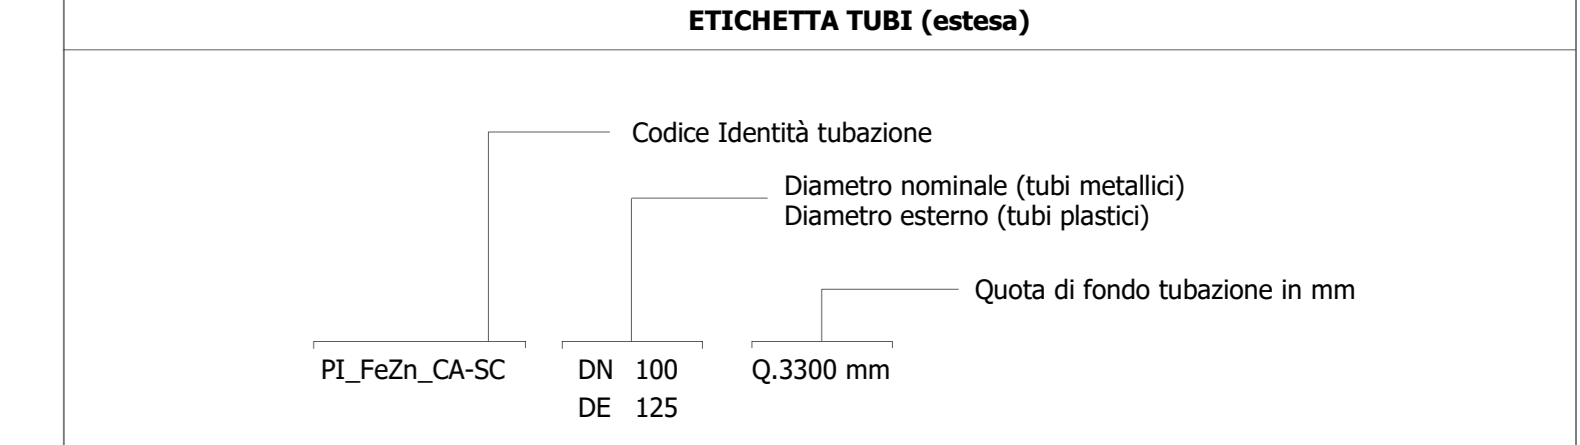 ETICHETTA TUBI (estesa)
Codice Identità tubazione
Diametro nominale (tubi metallici)
Diametro esterno (tubi plastici)
Quota di fondo tubazione in mm
PI_FeZn_CA-SC DN 100 Q.3300 mm
DE 125